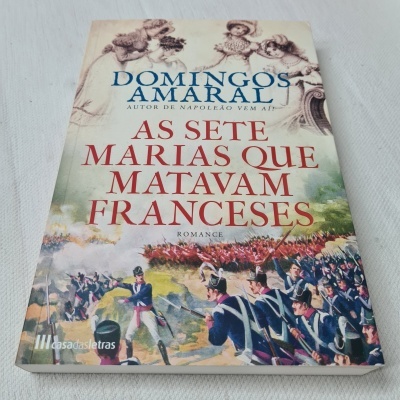 DOMINGOS
AMARAL
AUTOR DE NAPOLEÃO VEM AÍ!
AS SETE
MARIAS QUE
MATAVAM
FRANCESES
ROMANCE
casadasletras